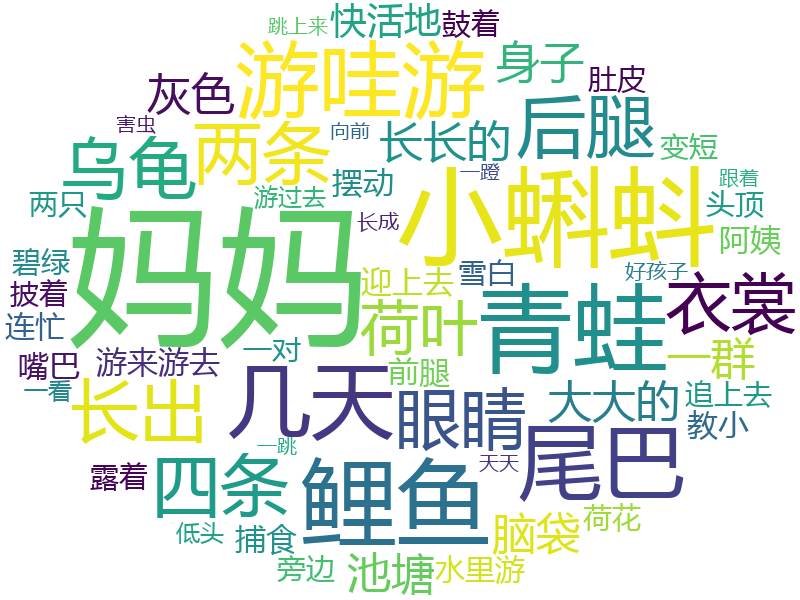 跳上来
快活地
鼓着
游哇游
身子
灰色
肚皮
害虫
两条
向前
长长的
后腿
变短
乌龟
一蹬
小蝌蚪
跟着
摆动
游过去
两只
头顶
妈妈
长成
阿姨
碧绿
迎上去
雪白
好孩子
披着
青蛙
衣裳
连忙
荷叶
嘴巴
游来游去
一对
一群
一看
前腿
几天
长出
眼睛
大大的
追上去
教小
尾巴
一跳
四条
鲤鱼
天天
露着
荷花
低头
捕食
脑袋
旁边
池塘
水里游